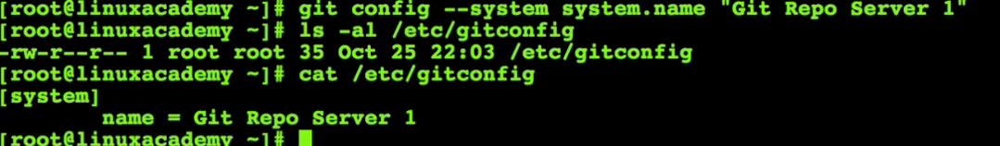 [root@linuxacademy ~]# git config --system system.name "Git Repo Server 1"
[root@linuxacademy ~]# ls -al /etc/gitconfig
-rw-r--r-- 1 root root 35 Oct 25 22:03 /etc/gitconfig
[root@linuxacademy ~]# cat /etc/gitconfig
[system]
        name = Git Repo Server 1
[root@linuxacademy ~]#